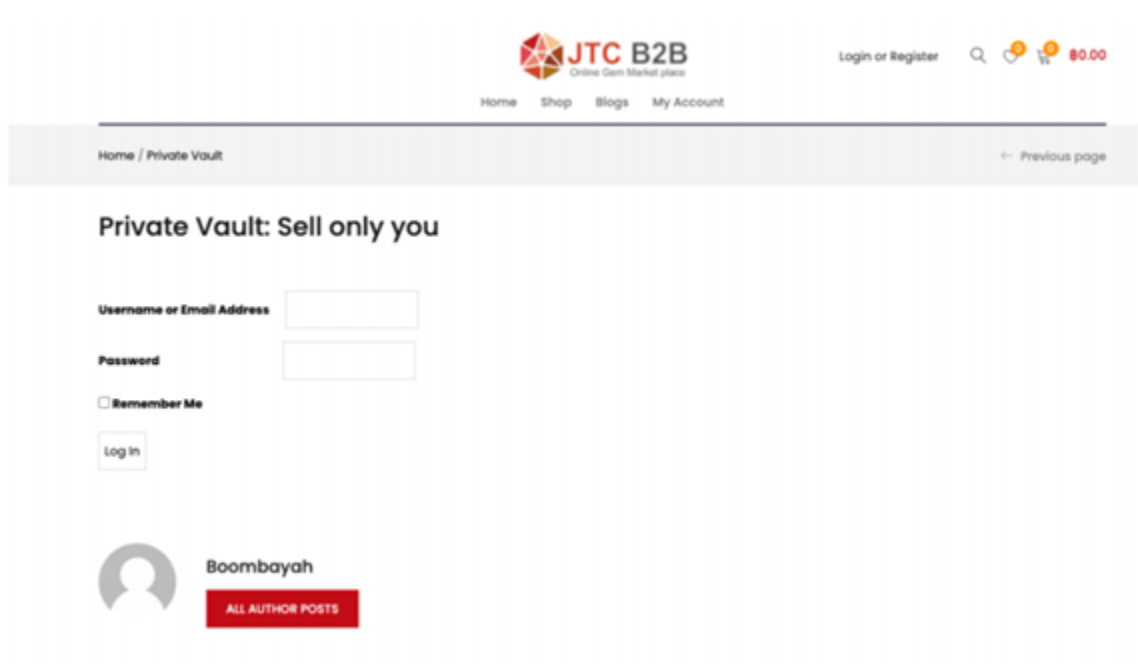 JTC B2B
Online Gem Market place
Login or Register
0
0
฿0.00
Home Shop Blogs My Account
Home / Private Vault
← Previous page
Private Vault: Sell only you
Username or Email Address
Password
Remember Me
Log In
Boombayah
ALL AUTHOR POSTS